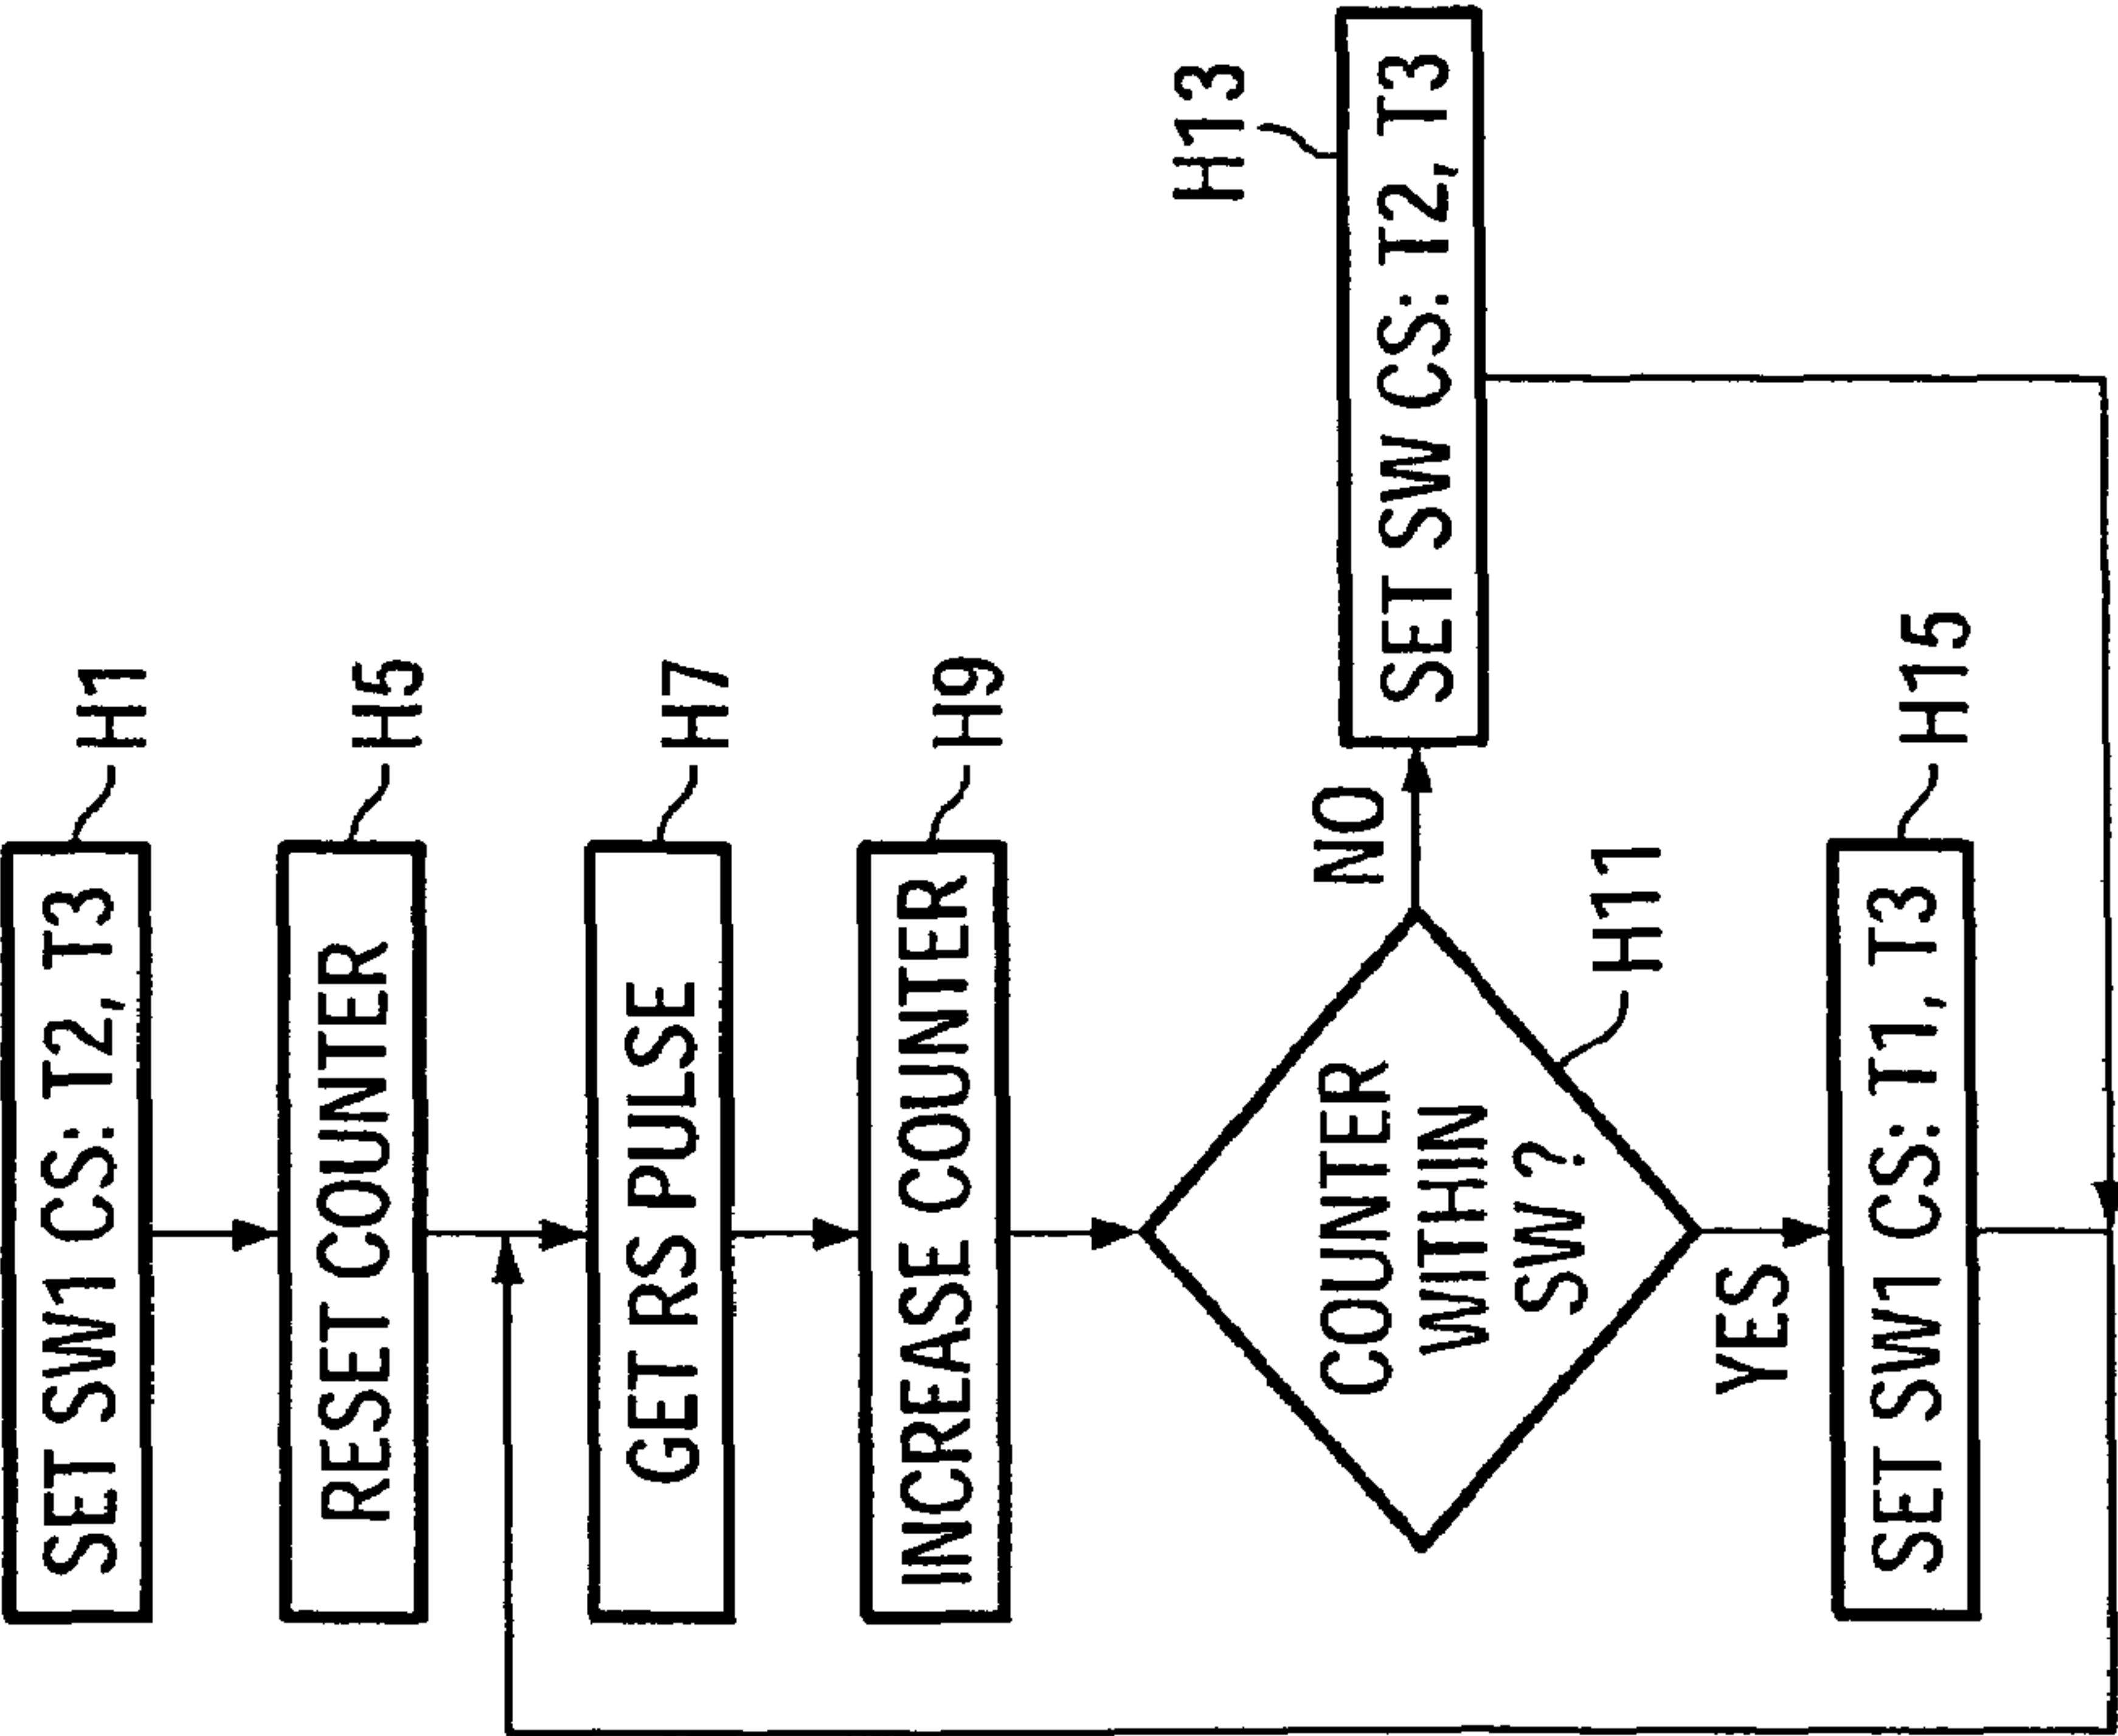 SET SW1 CS: T2, T3
H1
RESET COUNTER
H5
GET RS PULSE
H7
INCREASE COUNTER
H9
COUNTER
WITHIN
SW?
H11
NO
SET SW CS: T2, T3
H13
YES
SET SW1 CS: T1, T3
H15